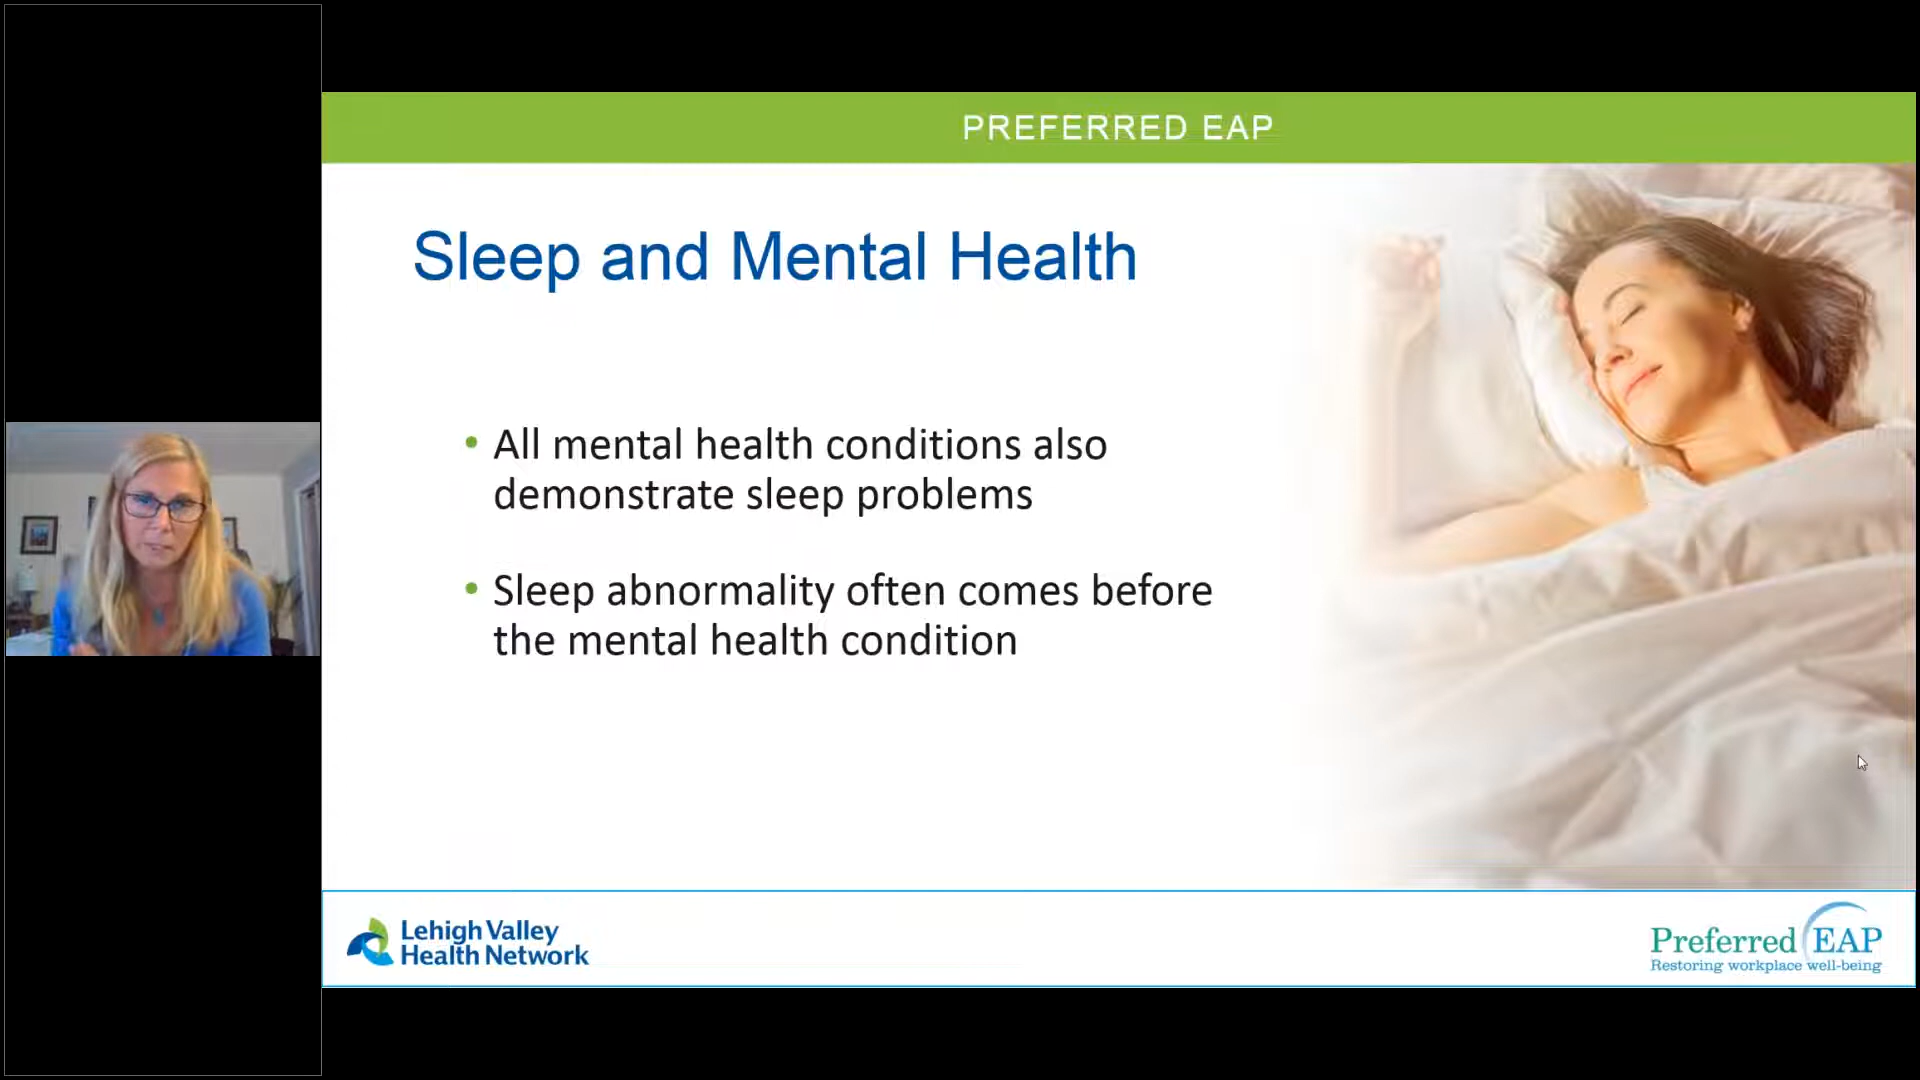 PREFERRED EAP
Sleep and Mental Health
• All mental health conditions also
demonstrate sleep problems
• Sleep abnormality often comes before
the mental health condition
Lehigh Valley
Health Network
Preferred EAP
Restoring workplace well-being